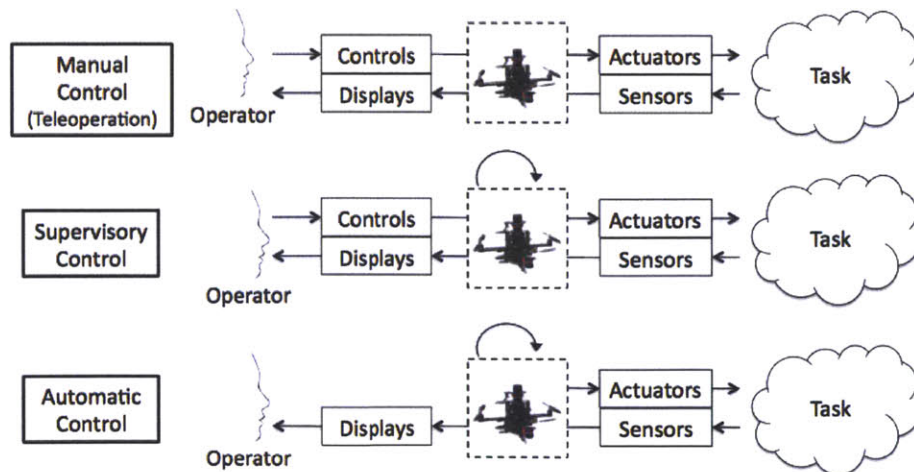 Manual
Control
(Teleoperation)
Operator
Controls
Displays
Actuators
Sensors
Task
Supervisory
Control
Operator
Controls
Displays
Actuators
Sensors
Task
Automatic
Control
Operator
Displays
Actuators
Sensors
Task